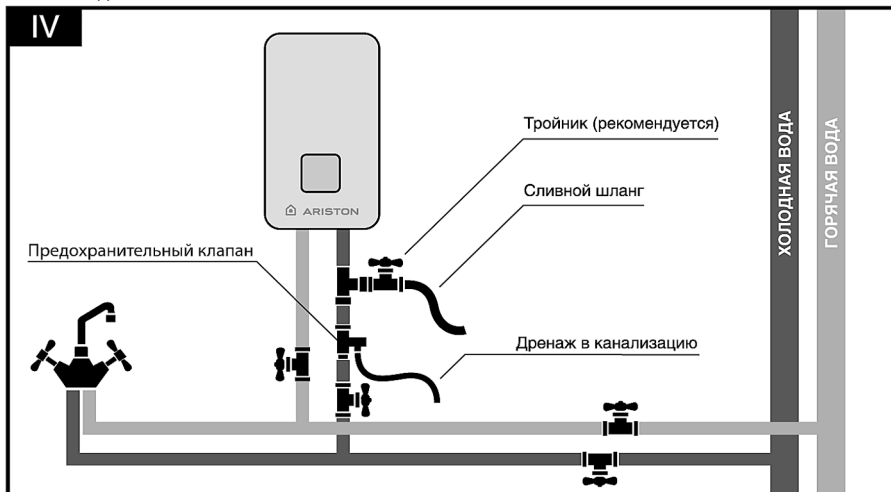 IV
Тройник (рекомендуется)
Сливной шланг
ARISTON
Предохранительный клапан
Дренаж в канализацию
ХОЛОДНАЯ ВОДА
ГОРЯЧАЯ ВОДА